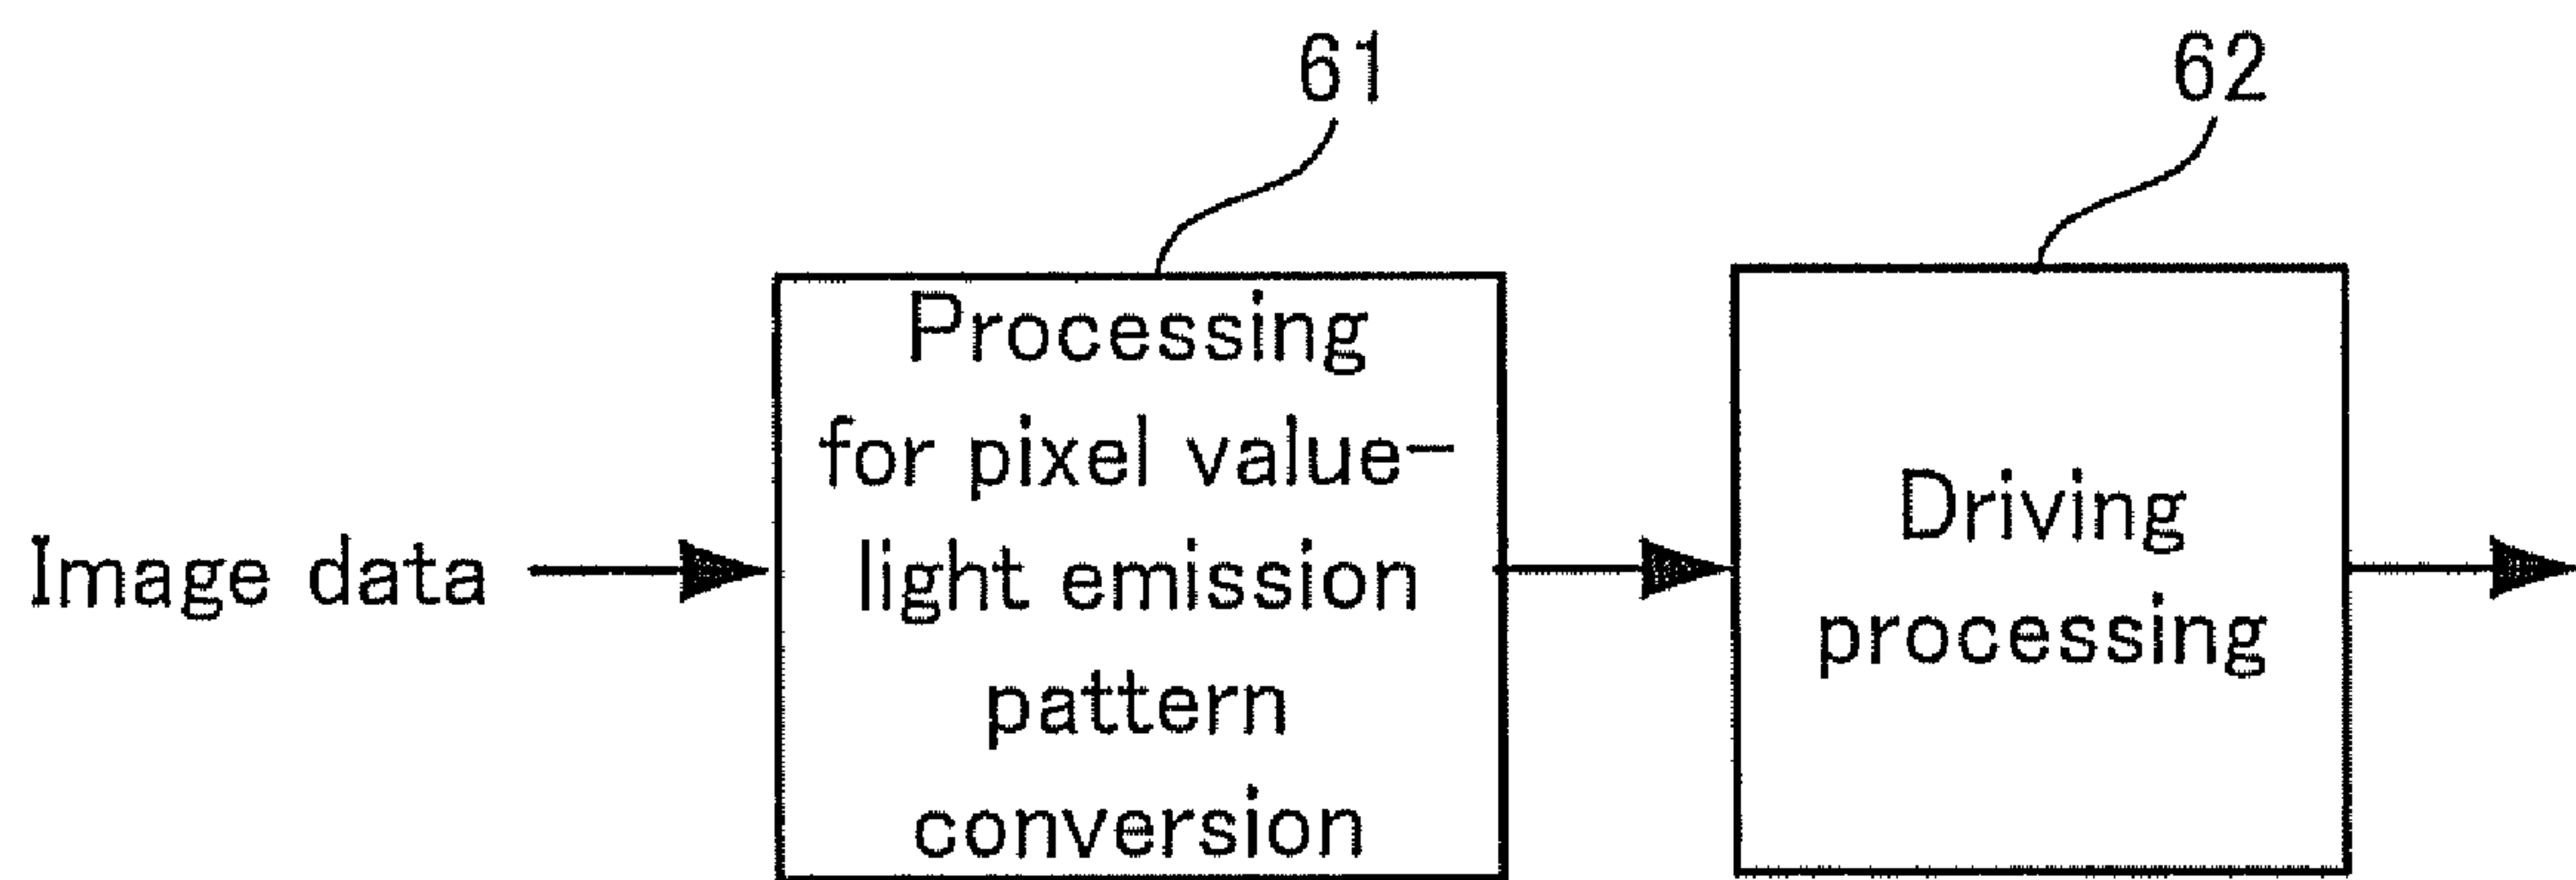 61
62
Processing
for pixel value-
light emission
pattern
conversion
Image data
Driving
processing